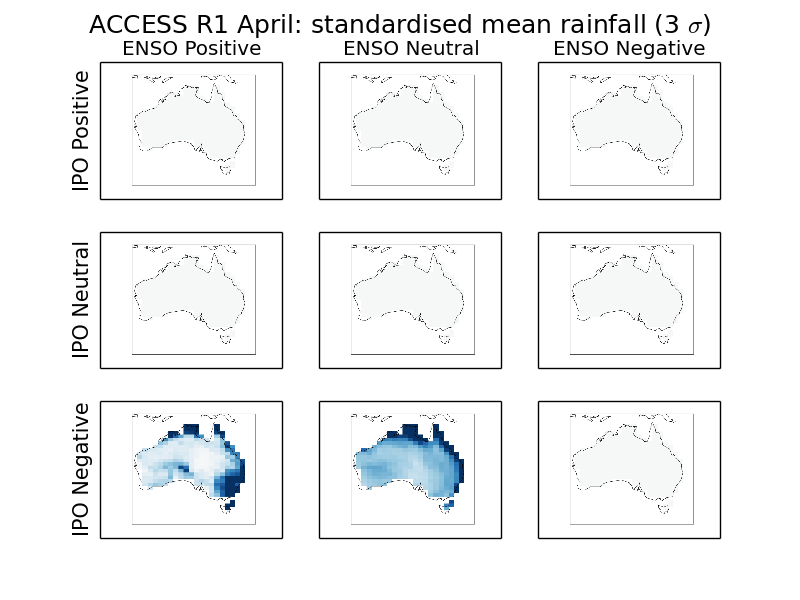 ACCESS R1 April: standardised mean rainfall (3 σ)
ENSO Positive ENSO Neutral ENSO Negative
IPO Positive
IPO Neutral
IPO Negative